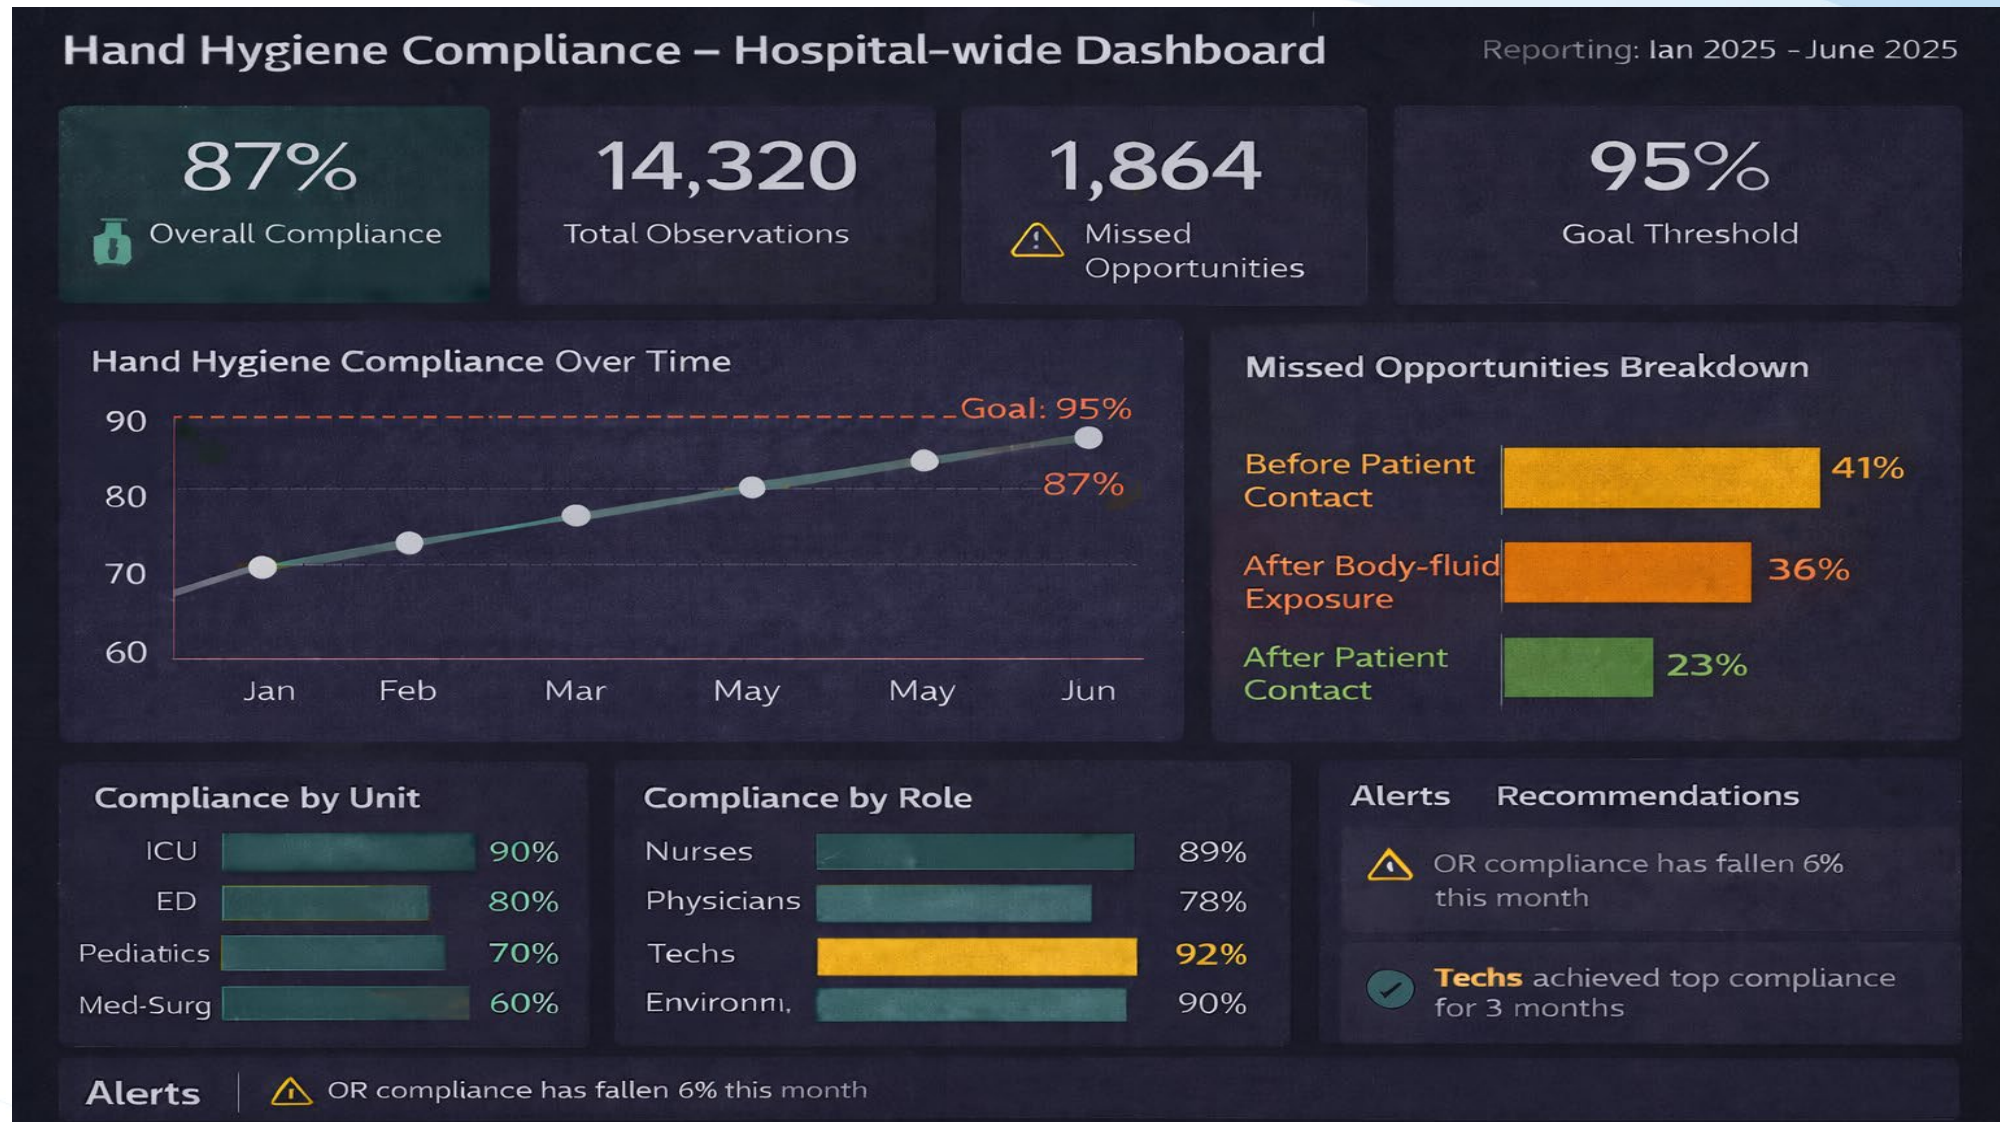 Hand Hygiene Compliance – Hospital-wide Dashboard
Reporting: Ian 2025 - June 2025
87%
Overall Compliance
14,320
Total Observations
1,864
Missed
Opportunities
95%
Goal Threshold
Hand Hygiene Compliance Over Time
90
80
70
60
Goal: 95%
87%
Jan Feb Mar May May Jun
Missed Opportunities Breakdown
Before Patient
Contact
41%
After Body-fluid
Exposure
36%
After Patient
Contact
23%
Compliance by Unit
ICU 90%
ED 80%
Pediatiics 70%
Med-Surg 60%
Compliance by Role
Nurses 89%
Physicians 78%
Techs 92%
Environm, 90%
Alerts Recommendations
OR compliance has fallen 6%
this month
Techs achieved top compliance
for 3 months
Alerts
OR compliance has fallen 6% this month